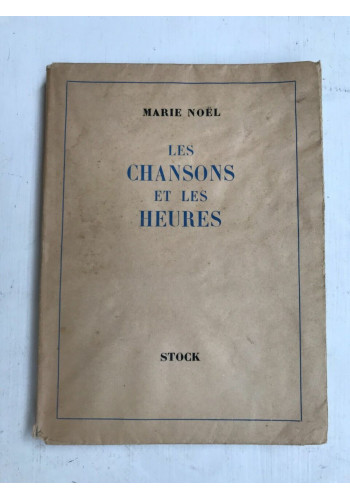 MARIE NOËL
LES
CHANSONS
ET LES
HEURES
STOCK